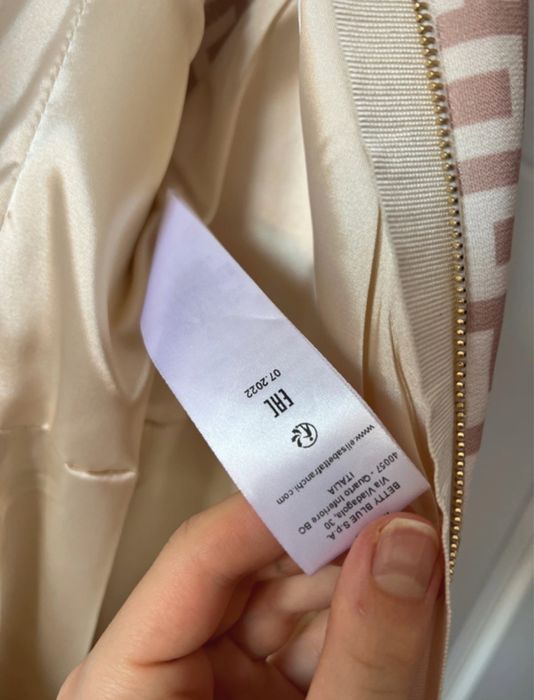 BETTY BLUE S.p.A.
Via Viadagola, 30
40057 - Quarto Inferiore BO
ITALIA
www.elisabettafranchi.com
EAC
07.2022